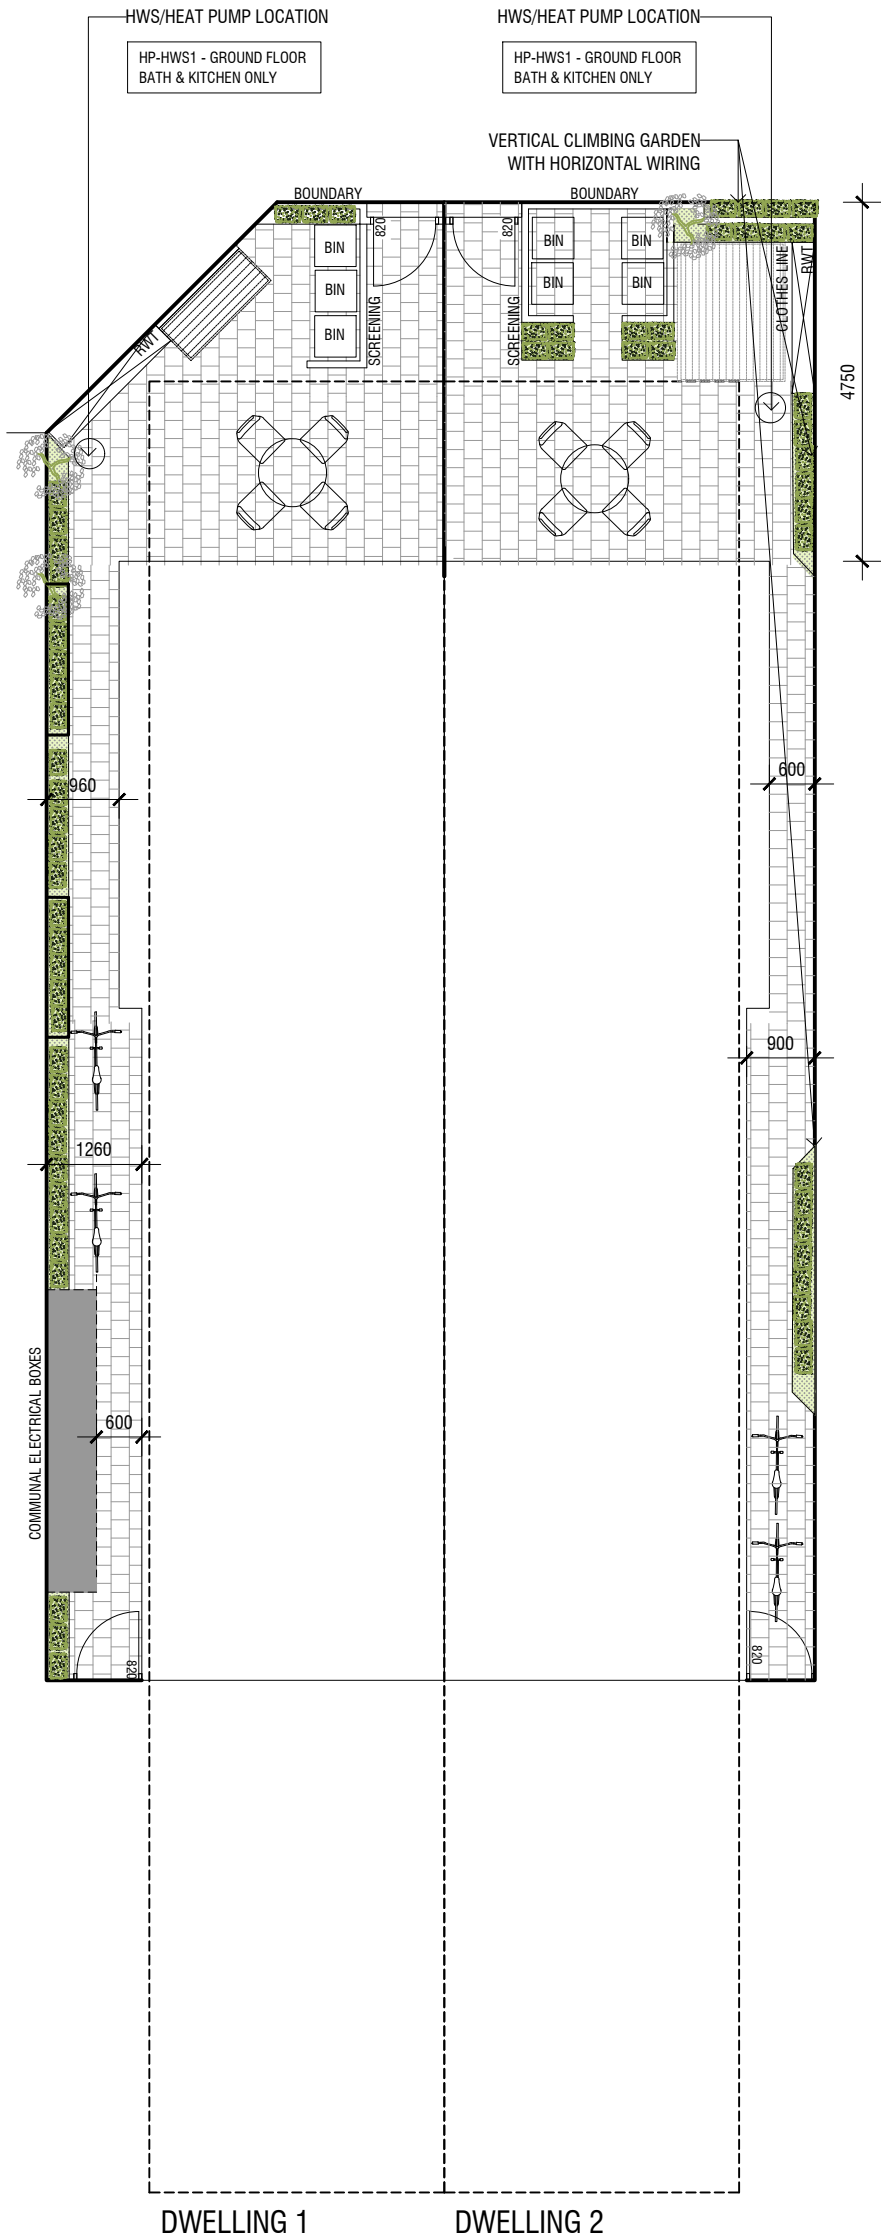 HWS/HEAT PUMP LOCATION
HP-HWS1 - GROUND FLOOR
BATH & KITCHEN ONLY
HWS/HEAT PUMP LOCATION
HP-HWS1 - GROUND FLOOR
BATH & KITCHEN ONLY
VERTICAL CLIMBING GARDEN
WITH HORIZONTAL WIRING
BOUNDARY
BOUNDARY
820
820
BIN
BIN
BIN
BIN
BIN
BIN
BIN
SCREENING
SCREENING
CLOTHES LINE
RWT
RWT
4750
960
600
900
1260
COMMUNAL ELECTRICAL BOXES
600
820
820
DWELLING 1
DWELLING 2